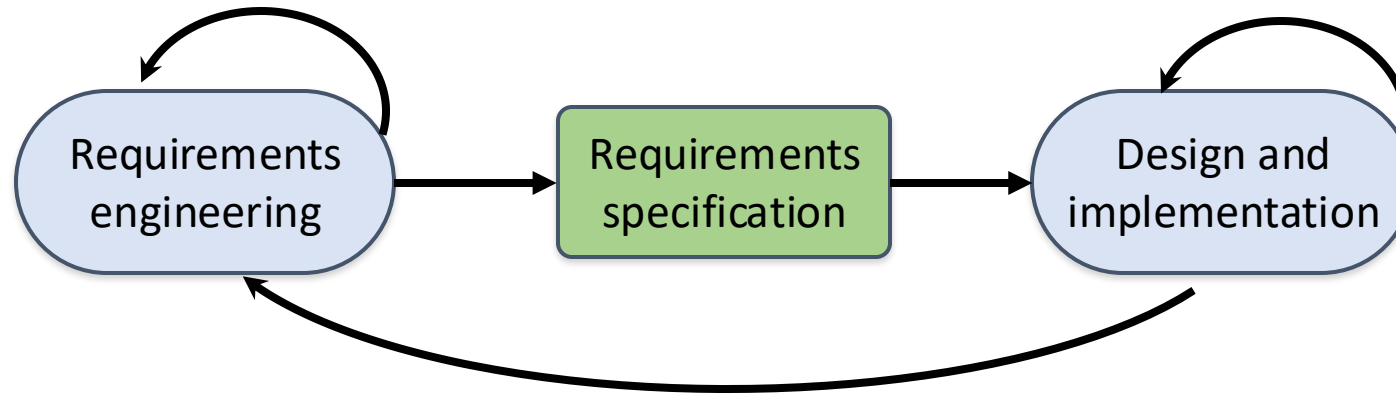 Requirements
engineering
Requirements
specification
Design and
implementation